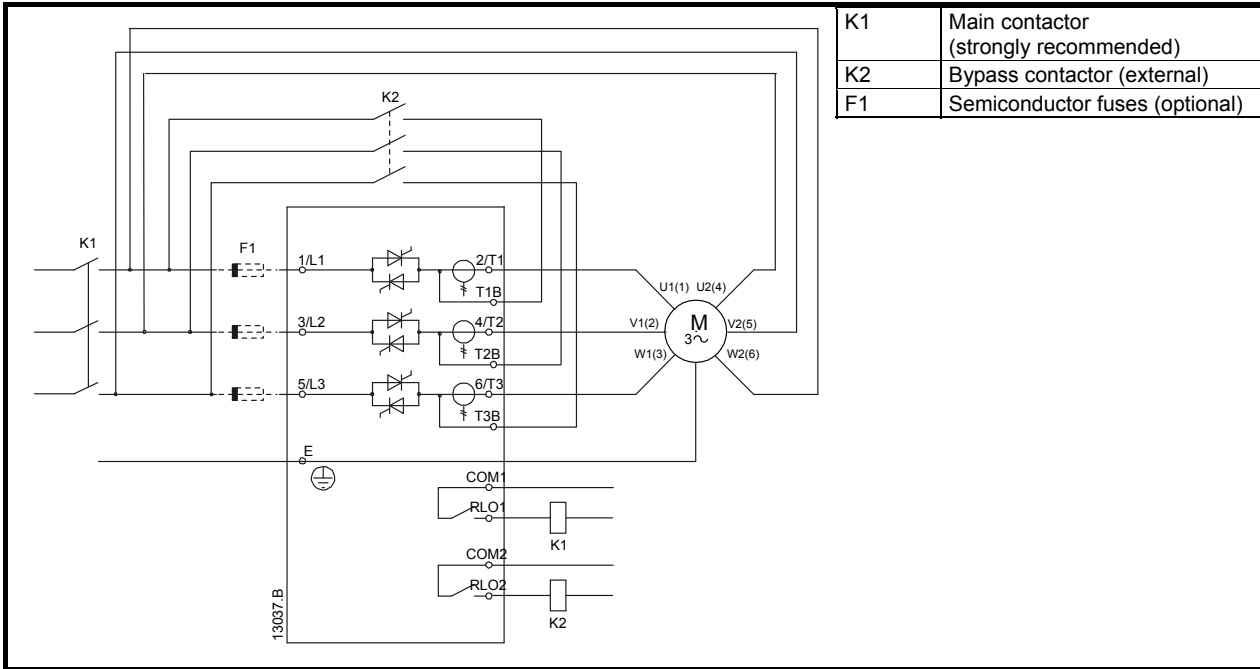 K1 Main contactor
(strongly recommended)
K2 Bypass contactor (external)
F1 Semiconductor fuses (optional)
K2
K1
F1
1/L1
2/T1
T1B
U1(1) U2(4)
3/L2
4/T2
T2B
V1(2)
M
3~
V2(5)
W1(3)
W2(6)
5/L3
6/T3
T3B
E
COM1
RLO1
K1
COM2
RLO2
K2
13037.B